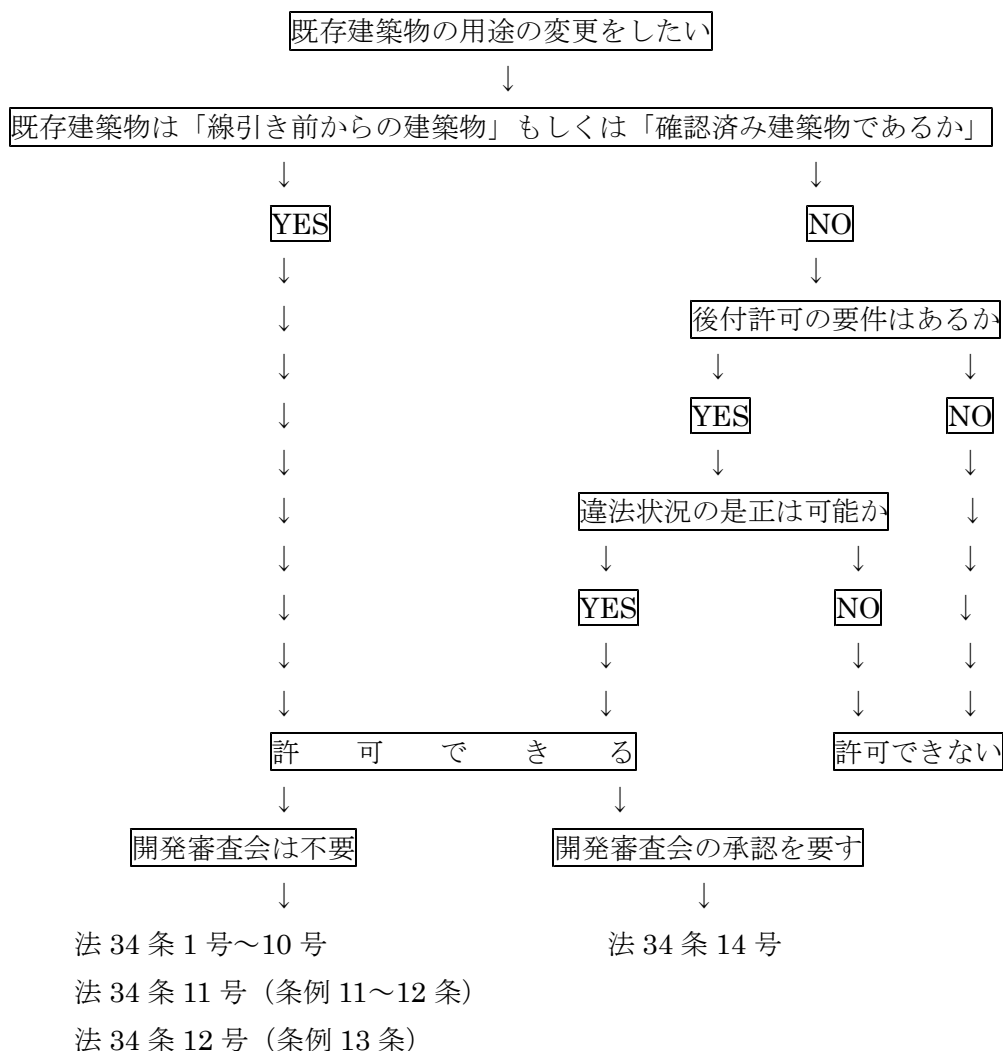 既存建築物の用途の変更をしたい
↓
既存建築物は「線引き前からの建築物」もしくは「確認済み建築物であるか」
↓ ↓
YES NO
↓ ↓
↓ 後付許可の要件はあるか
↓ ↓ ↓
↓ YES NO
↓ ↓ ↓
↓ 違法状況の是正は可能か ↓
↓ ↓ ↓ ↓
↓ YES NO ↓
↓ ↓ ↓ ↓
↓ ↓ ↓ ↓
許可できる 許可できない
↓ ↓
開発審査会は不要 開発審査会の承認を要す
↓ ↓
法 34 条 1 号～10 号 法 34 条 14 号
法 34 条 11 号（条例 11～12 条）
法 34 条 12 号（条例 13 条）